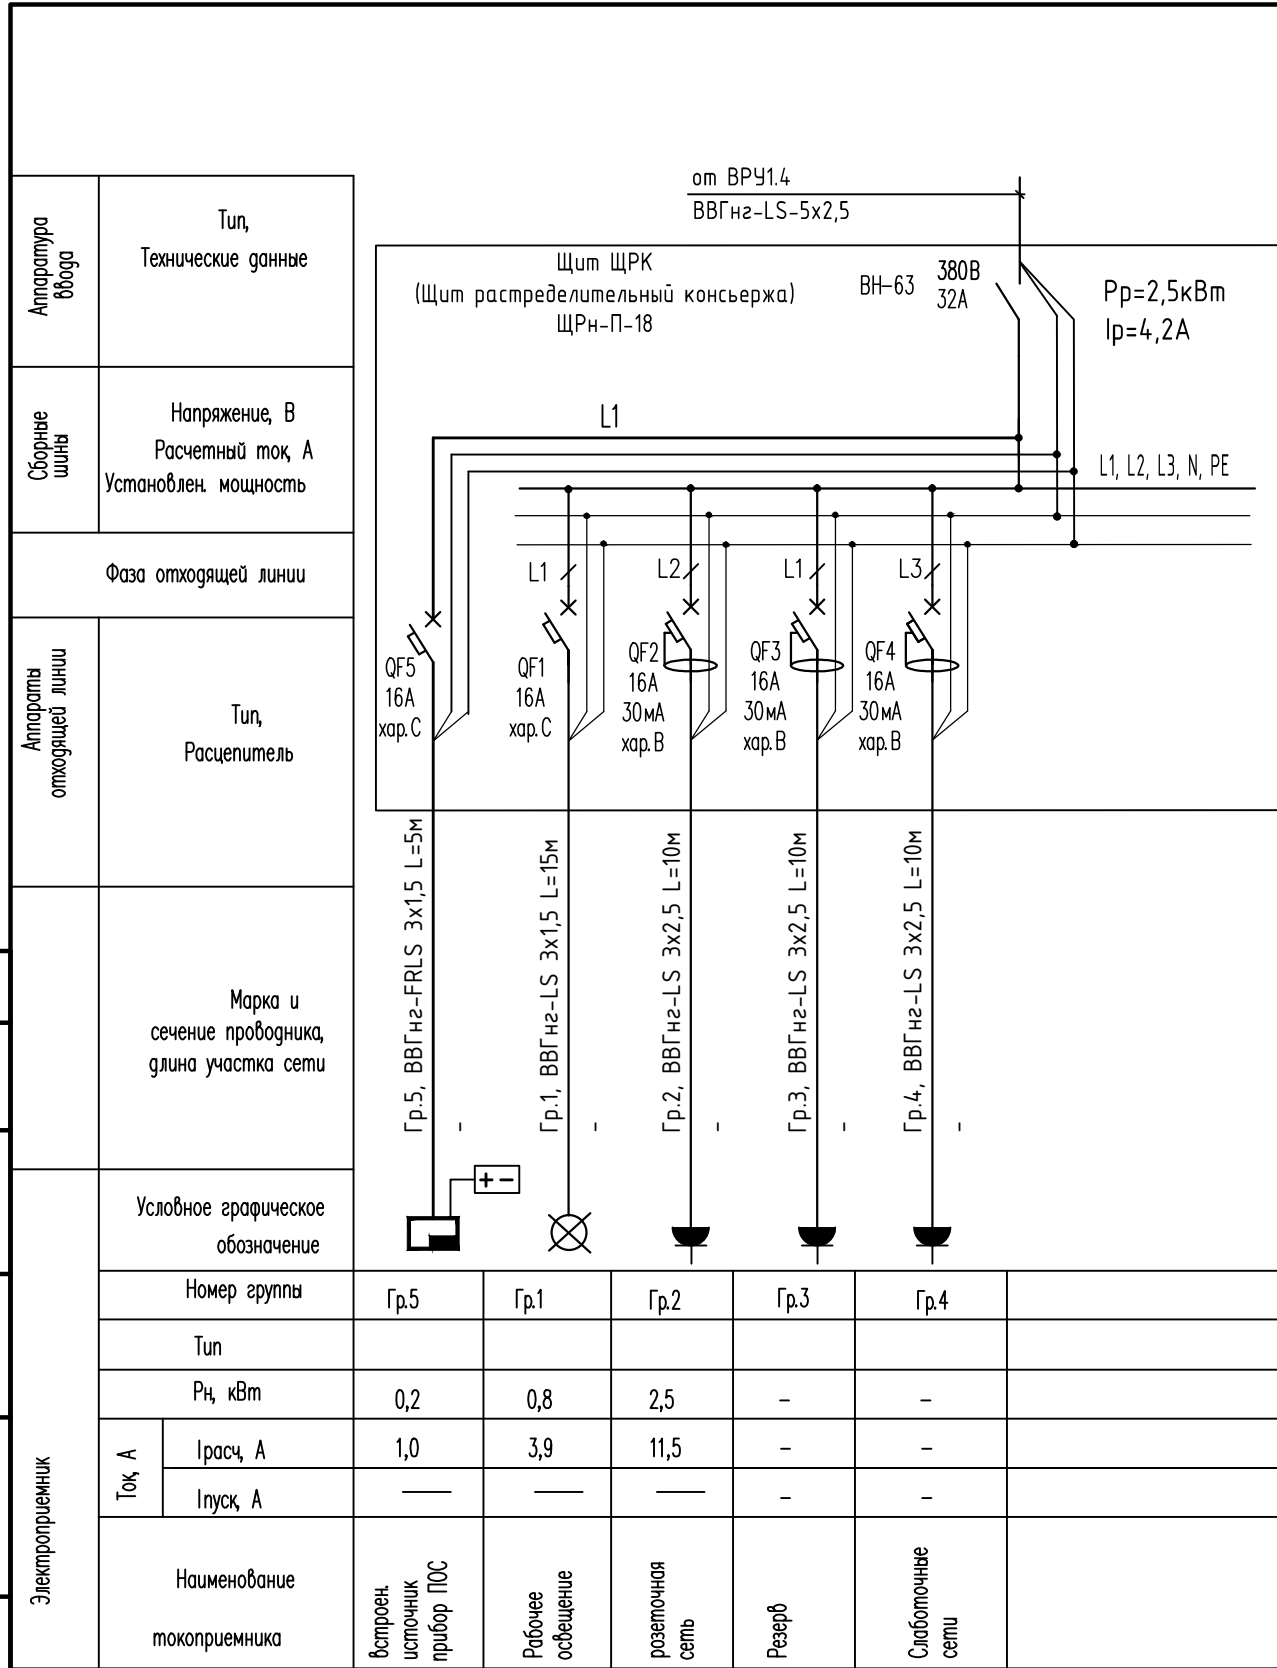 от ВРУ1.4
ВВГнг-LS-5х2,5
Аппаратура
ввода
Тип,
Технические данные
Щит ЩРК
(Щит распределительный консьержа)
ЩРн-П-18
ВН-63
380В
32А
Рр=2,5кВт
Iр=4,2А
Сборные
шины
Напряжение, В
Расчетный ток, А
Установлен. мощность
L1
L1, L2, L3, N, PE
Фаза отходящей линии
L1
L2
L1
L3
Аппараты
отходящей линии
Тип,
Расцепитель
QF5
16А
хар. С
QF1
16А
хар. С
QF2
16А
30мА
хар. В
QF3
16А
30мА
хар. В
QF4
16А
30мА
хар. В
Марка и
сечение проводника,
длина участка сети
Гр.5, ВВГнг-FRLS 3х1,5 L=5м
-
Гр.1, ВВГнг-LS 3х1,5 L=15м
-
Гр.2, ВВГнг-LS 3х2,5 L=10м
-
Гр.3, ВВГнг-LS 3х2,5 L=10м
-
Гр.4, ВВГнг-LS 3х2,5 L=10м
-
Электроприемник
Условное графическое
обозначение
+ -
Номер группы
Гр.5
Гр.1
Гр.2
Гр.3
Гр.4
Тип
Рн, кВт
0,2
0,8
2,5
-
-
Ток, А
Iрасч, А
1,0
3,9
11,5
-
-
Iпуск, А
—
—
—
-
-
Наименование
токоприемника
встроен.
источник
прибор ПОС
Рабочее
освещение
розеточная
сеть
Резерв
Слаботочные
сети